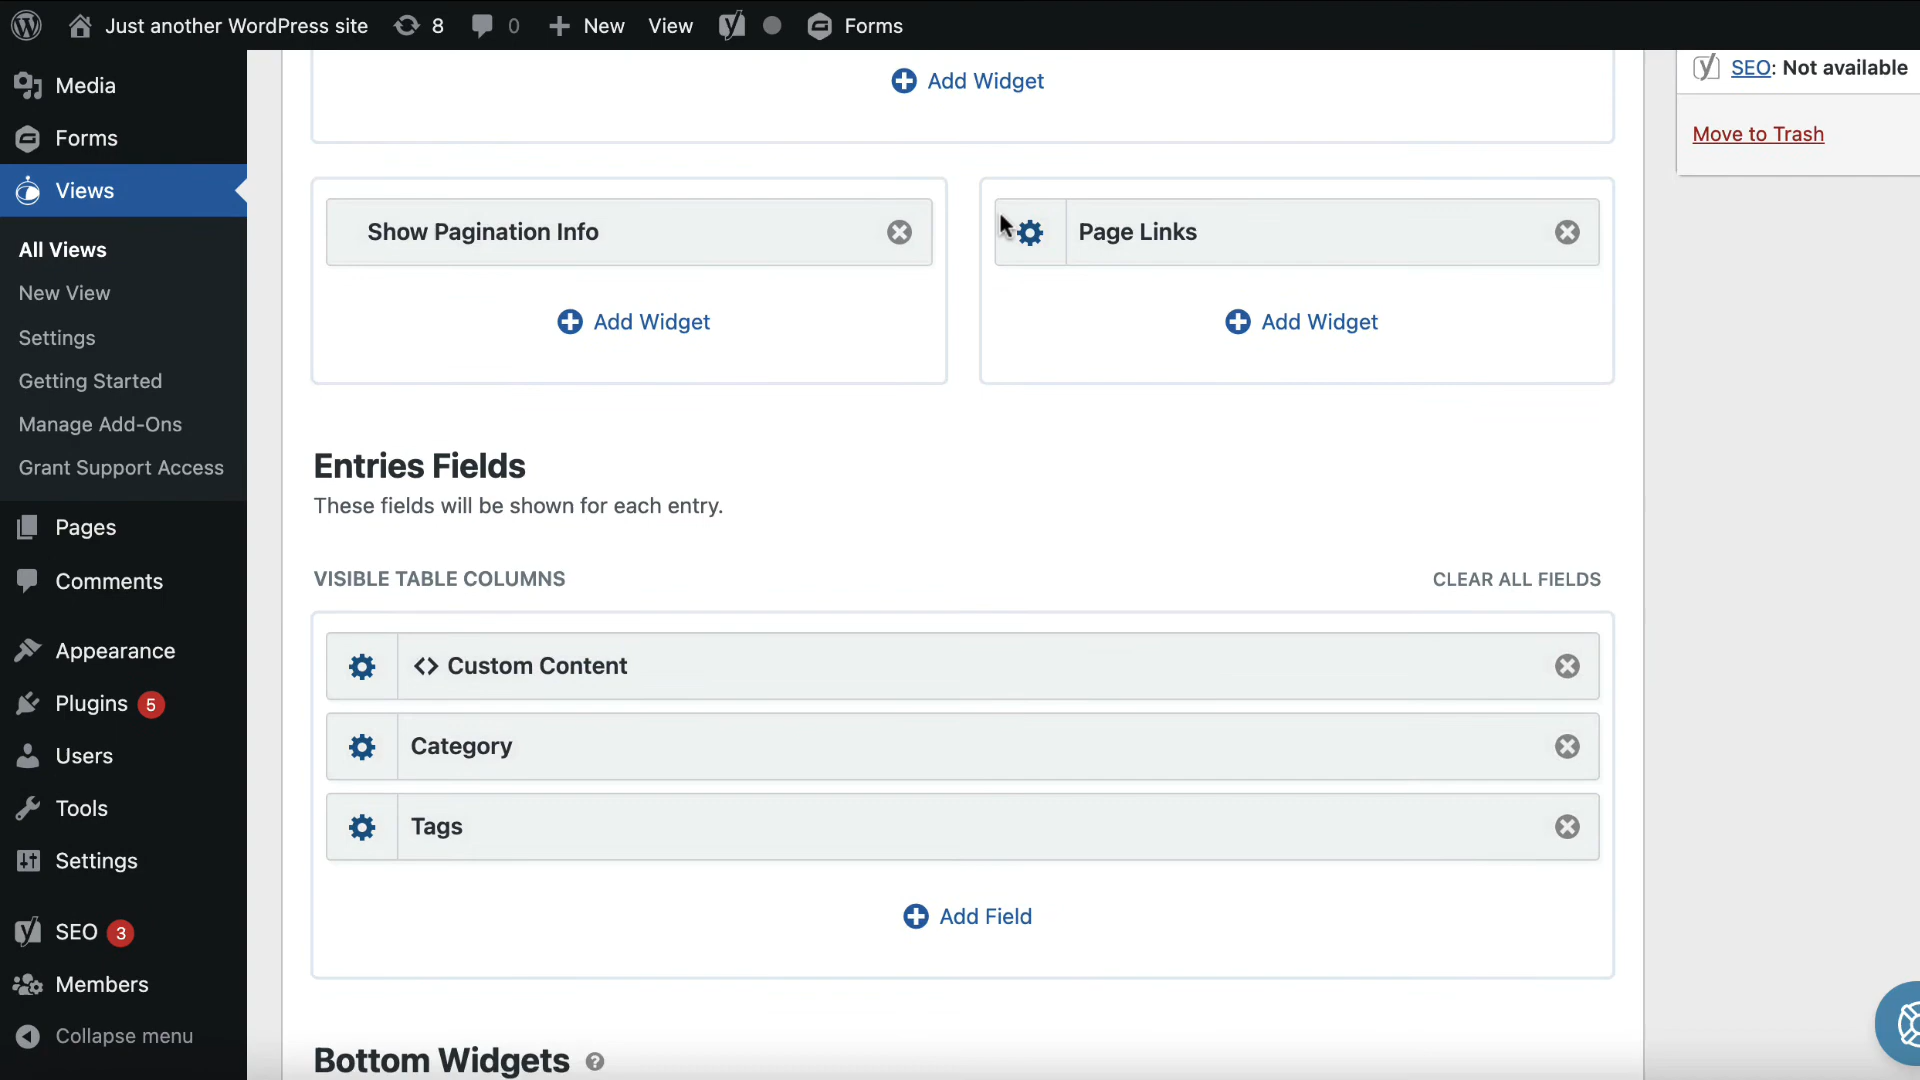 Just another WordPress site 8 0 New View Forms
Media
Forms
Views
All Views
New View
Settings
Getting Started
Manage Add-Ons
Grant Support Access
Pages
Comments
Appearance
Plugins 5
Users
Tools
Settings
SEO 3
Members
Collapse menu
Add Widget
Show Pagination Info
Add Widget
Page Links
Add Widget
Entries Fields
These fields will be shown for each entry.
VISIBLE TABLE COLUMNS
CLEAR ALL FIELDS
<> Custom Content
Category
Tags
Add Field
Bottom Widgets ?
SEO: Not available
Move to Trash